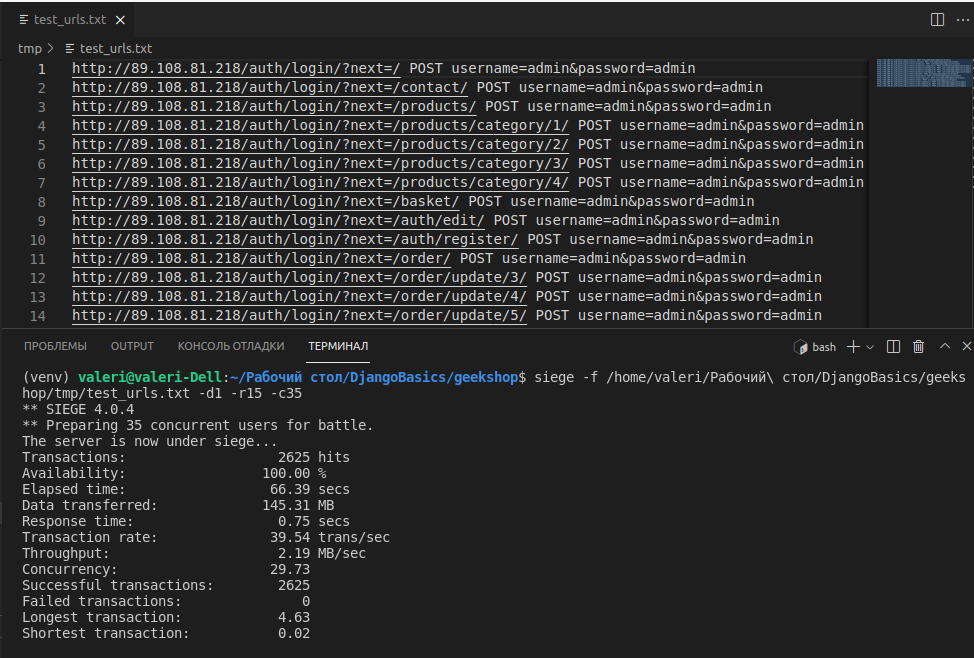 test_urls.txt
tmp > test_urls.txt
1 http://89.108.81.218/auth/login/?next=/ POST username=admin&password=admin
2 http://89.108.81.218/auth/login/?next=/contact/ POST username=admin&password=admin
3 http://89.108.81.218/auth/login/?next=/products/ POST username=admin&password=admin
4 http://89.108.81.218/auth/login/?next=/products/category/1/ POST username=admin&password=admin
5 http://89.108.81.218/auth/login/?next=/products/category/2/ POST username=admin&password=admin
6 http://89.108.81.218/auth/login/?next=/products/category/3/ POST username=admin&password=admin
7 http://89.108.81.218/auth/login/?next=/products/category/4/ POST username=admin&password=admin
8 http://89.108.81.218/auth/login/?next=/basket/ POST username=admin&password=admin
9 http://89.108.81.218/auth/login/?next=/auth/edit/ POST username=admin&password=admin
10 http://89.108.81.218/auth/login/?next=/auth/register/ POST username=admin&password=admin
11 http://89.108.81.218/auth/login/?next=/order/ POST username=admin&password=admin
12 http://89.108.81.218/auth/login/?next=/order/update/3/ POST username=admin&password=admin
13 http://89.108.81.218/auth/login/?next=/order/update/4/ POST username=admin&password=admin
14 http://89.108.81.218/auth/login/?next=/order/update/5/ POST username=admin&password=admin
ПРОБЛЕМЫ OUTPUT КОНСОЛЬ ОТЛАДКИ ТЕРМИНАЛ bash
(venv) valeri@valeri-Dell:~/Рабочий стол/DjangoBasics/geekshop$ siege -f /home/valeri/Рабочий\ стол/DjangoBasics/geeks
hop/tmp/test_urls.txt -d1 -r15 -c35
** SIEGE 4.0.4
** Preparing 35 concurrent users for battle.
The server is now under siege...
Transactions: 2625 hits
Availability: 100.00 %
Elapsed time: 66.39 secs
Data transferred: 145.31 MB
Response time: 0.75 secs
Transaction rate: 39.54 trans/sec
Throughput: 2.19 MB/sec
Concurrency: 29.73
Successful transactions: 2625
Failed transactions: 0
Longest transaction: 4.63
Shortest transaction: 0.02